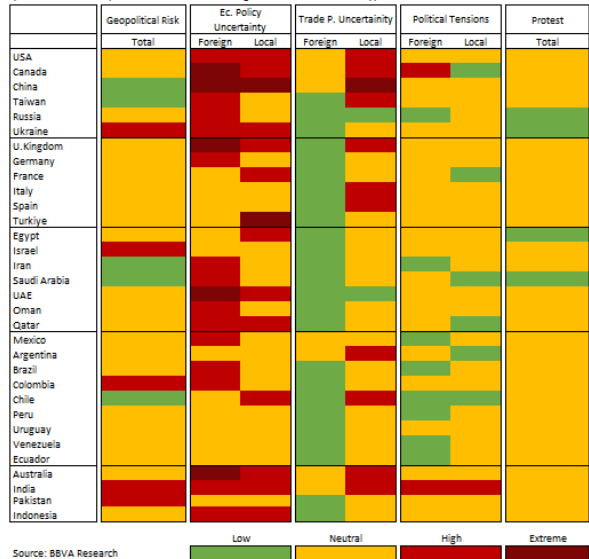 Geopolitical Risk Ec. Policy Uncertainty Trade P. Uncertainity Political Tensions Protest
Total Foreign Local Foreign Local Foreign Local Total
USA
Canada
China
Taiwan
Russia
Ukraine
U.Kingdom
Germany
France
Italy
Spain
Turkiye
Egypt
Israel
Iran
Saudi Arabia
UAE
Oman
Qatar
Mexico
Argentina
Brazil
Colombia
Chile
Peru
Uruguay
Venezuela
Ecuador
Australia
India
Pakistan
Indonesia
Low Neutral High Extreme
Source: BBVA Research